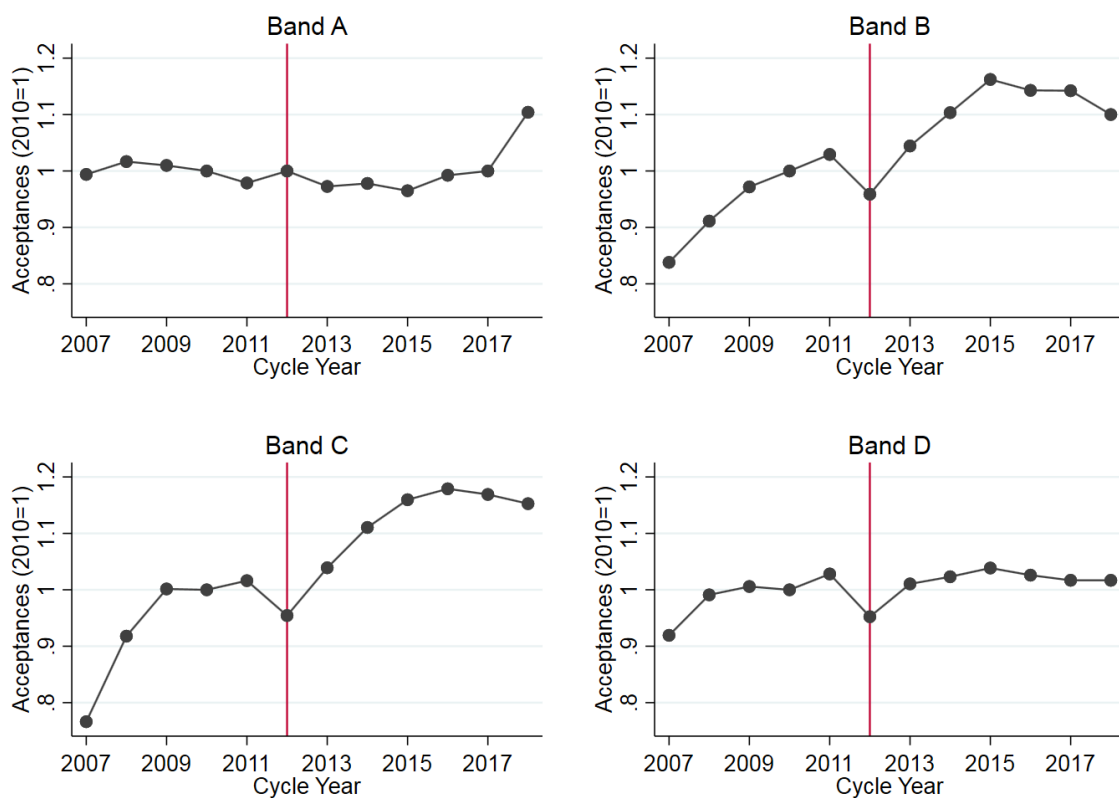 Band A
Acceptances (2010=1)
1.2
1.1
1
.9
.8
2007 2009 2011 2013 2015 2017
Cycle Year
Band B
Acceptances (2010=1)
1.2
1.1
1
.9
.8
2007 2009 2011 2013 2015 2017
Cycle Year
Band C
Acceptances (2010=1)
1.2
1.1
1
.9
.8
2007 2009 2011 2013 2015 2017
Cycle Year
Band D
Acceptances (2010=1)
1.2
1.1
1
.9
.8
2007 2009 2011 2013 2015 2017
Cycle Year